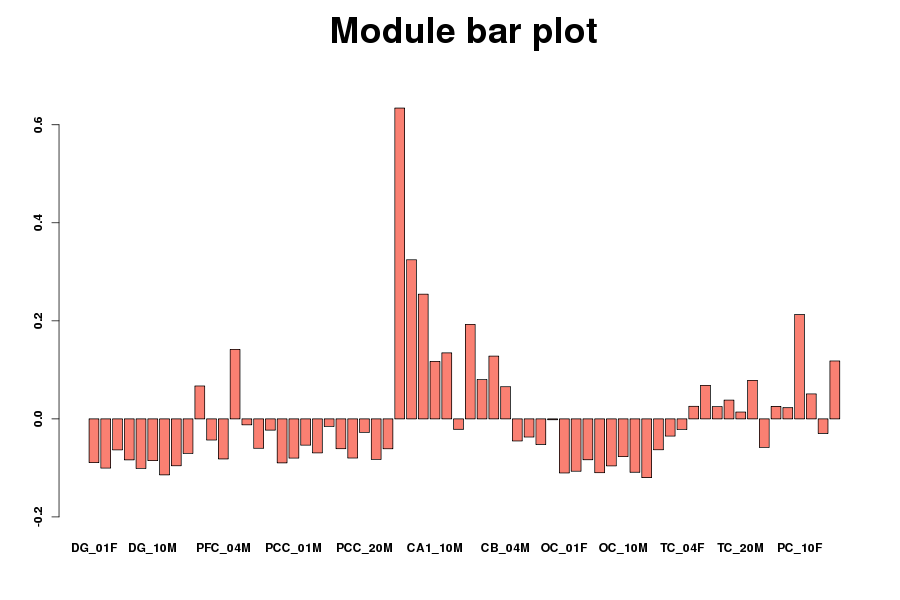 Module bar plot
0.6
0.4
0.2
0.0
-0.2
DG_01F DG_10M PFC_04M PCC_01M PCC_20M CA1_10M CB_04M OC_01F OC_10M TC_04F TC_20M PC_10F